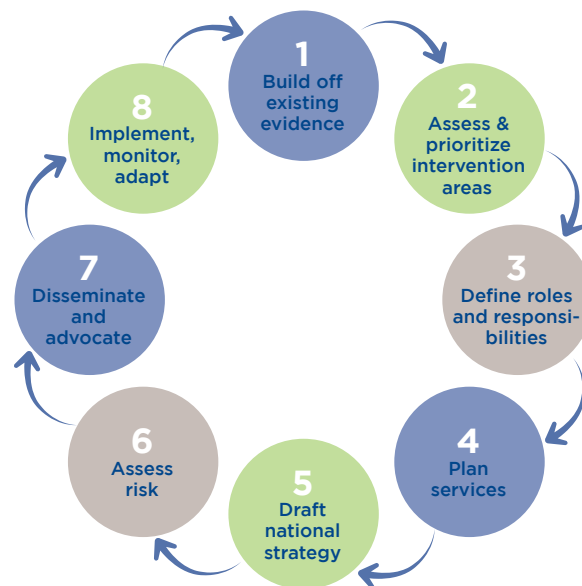 1
Build off
existing
evidence
2
Assess &
prioritize
intervention
areas
3
Define roles
and responsi-
bilities
4
Plan
services
5
Draft
national
strategy
6
Assess
risk
7
Disseminate
and
advocate
8
Implement,
monitor,
adapt